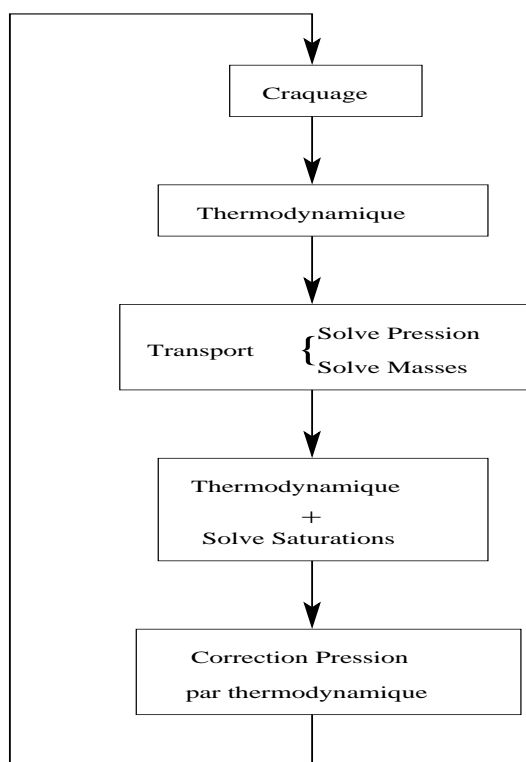 Craquage
Thermodynamique
Transport { Solve Pression
Solve Masses
Thermodynamique
+
Solve Saturations
Correction Pression
par thermodynamique